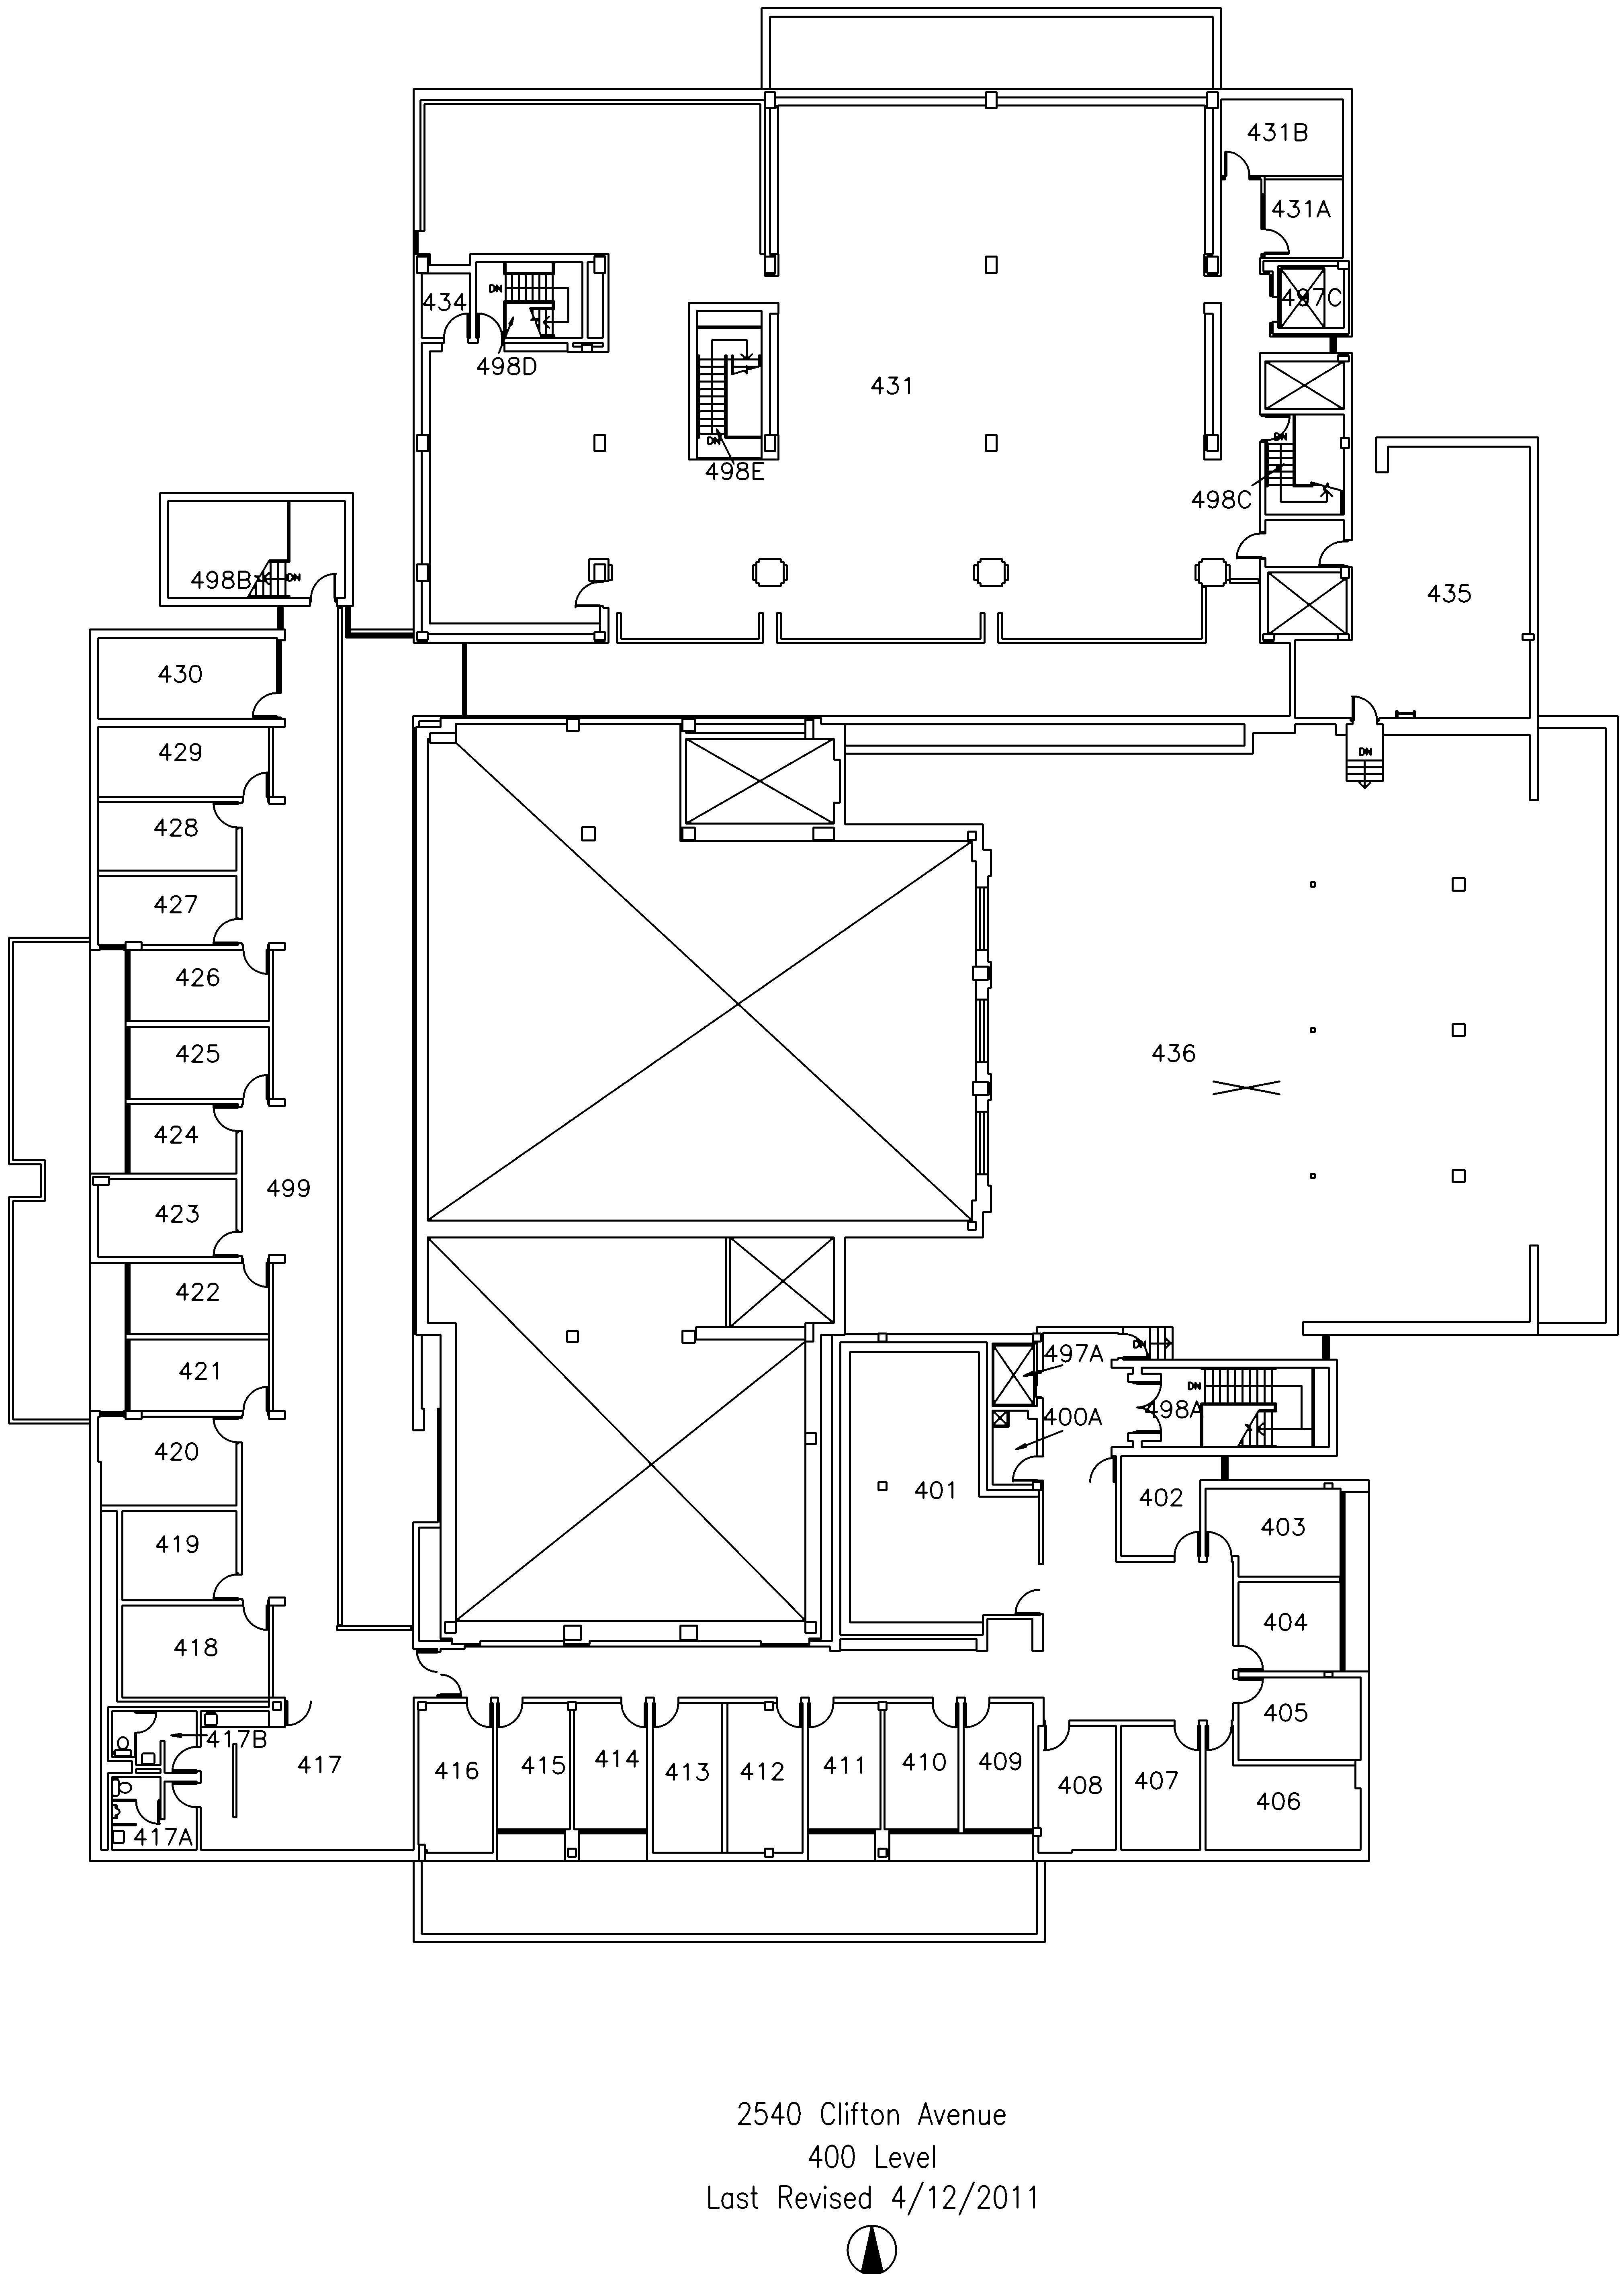 431B
431A
497C
434
DN
498D
431
DN
498E
DN
498C
498B
DN
435
430
429
DN
428
427
426
425
436
424
499
423
422
421
497A
DN
DN
498A
400A
420
401
402
403
419
404
418
405
417B
417
416
415
414
413
412
411
410
409
408
407
406
417A
2540 Clifton Avenue
400 Level
Last Revised 4/12/2011